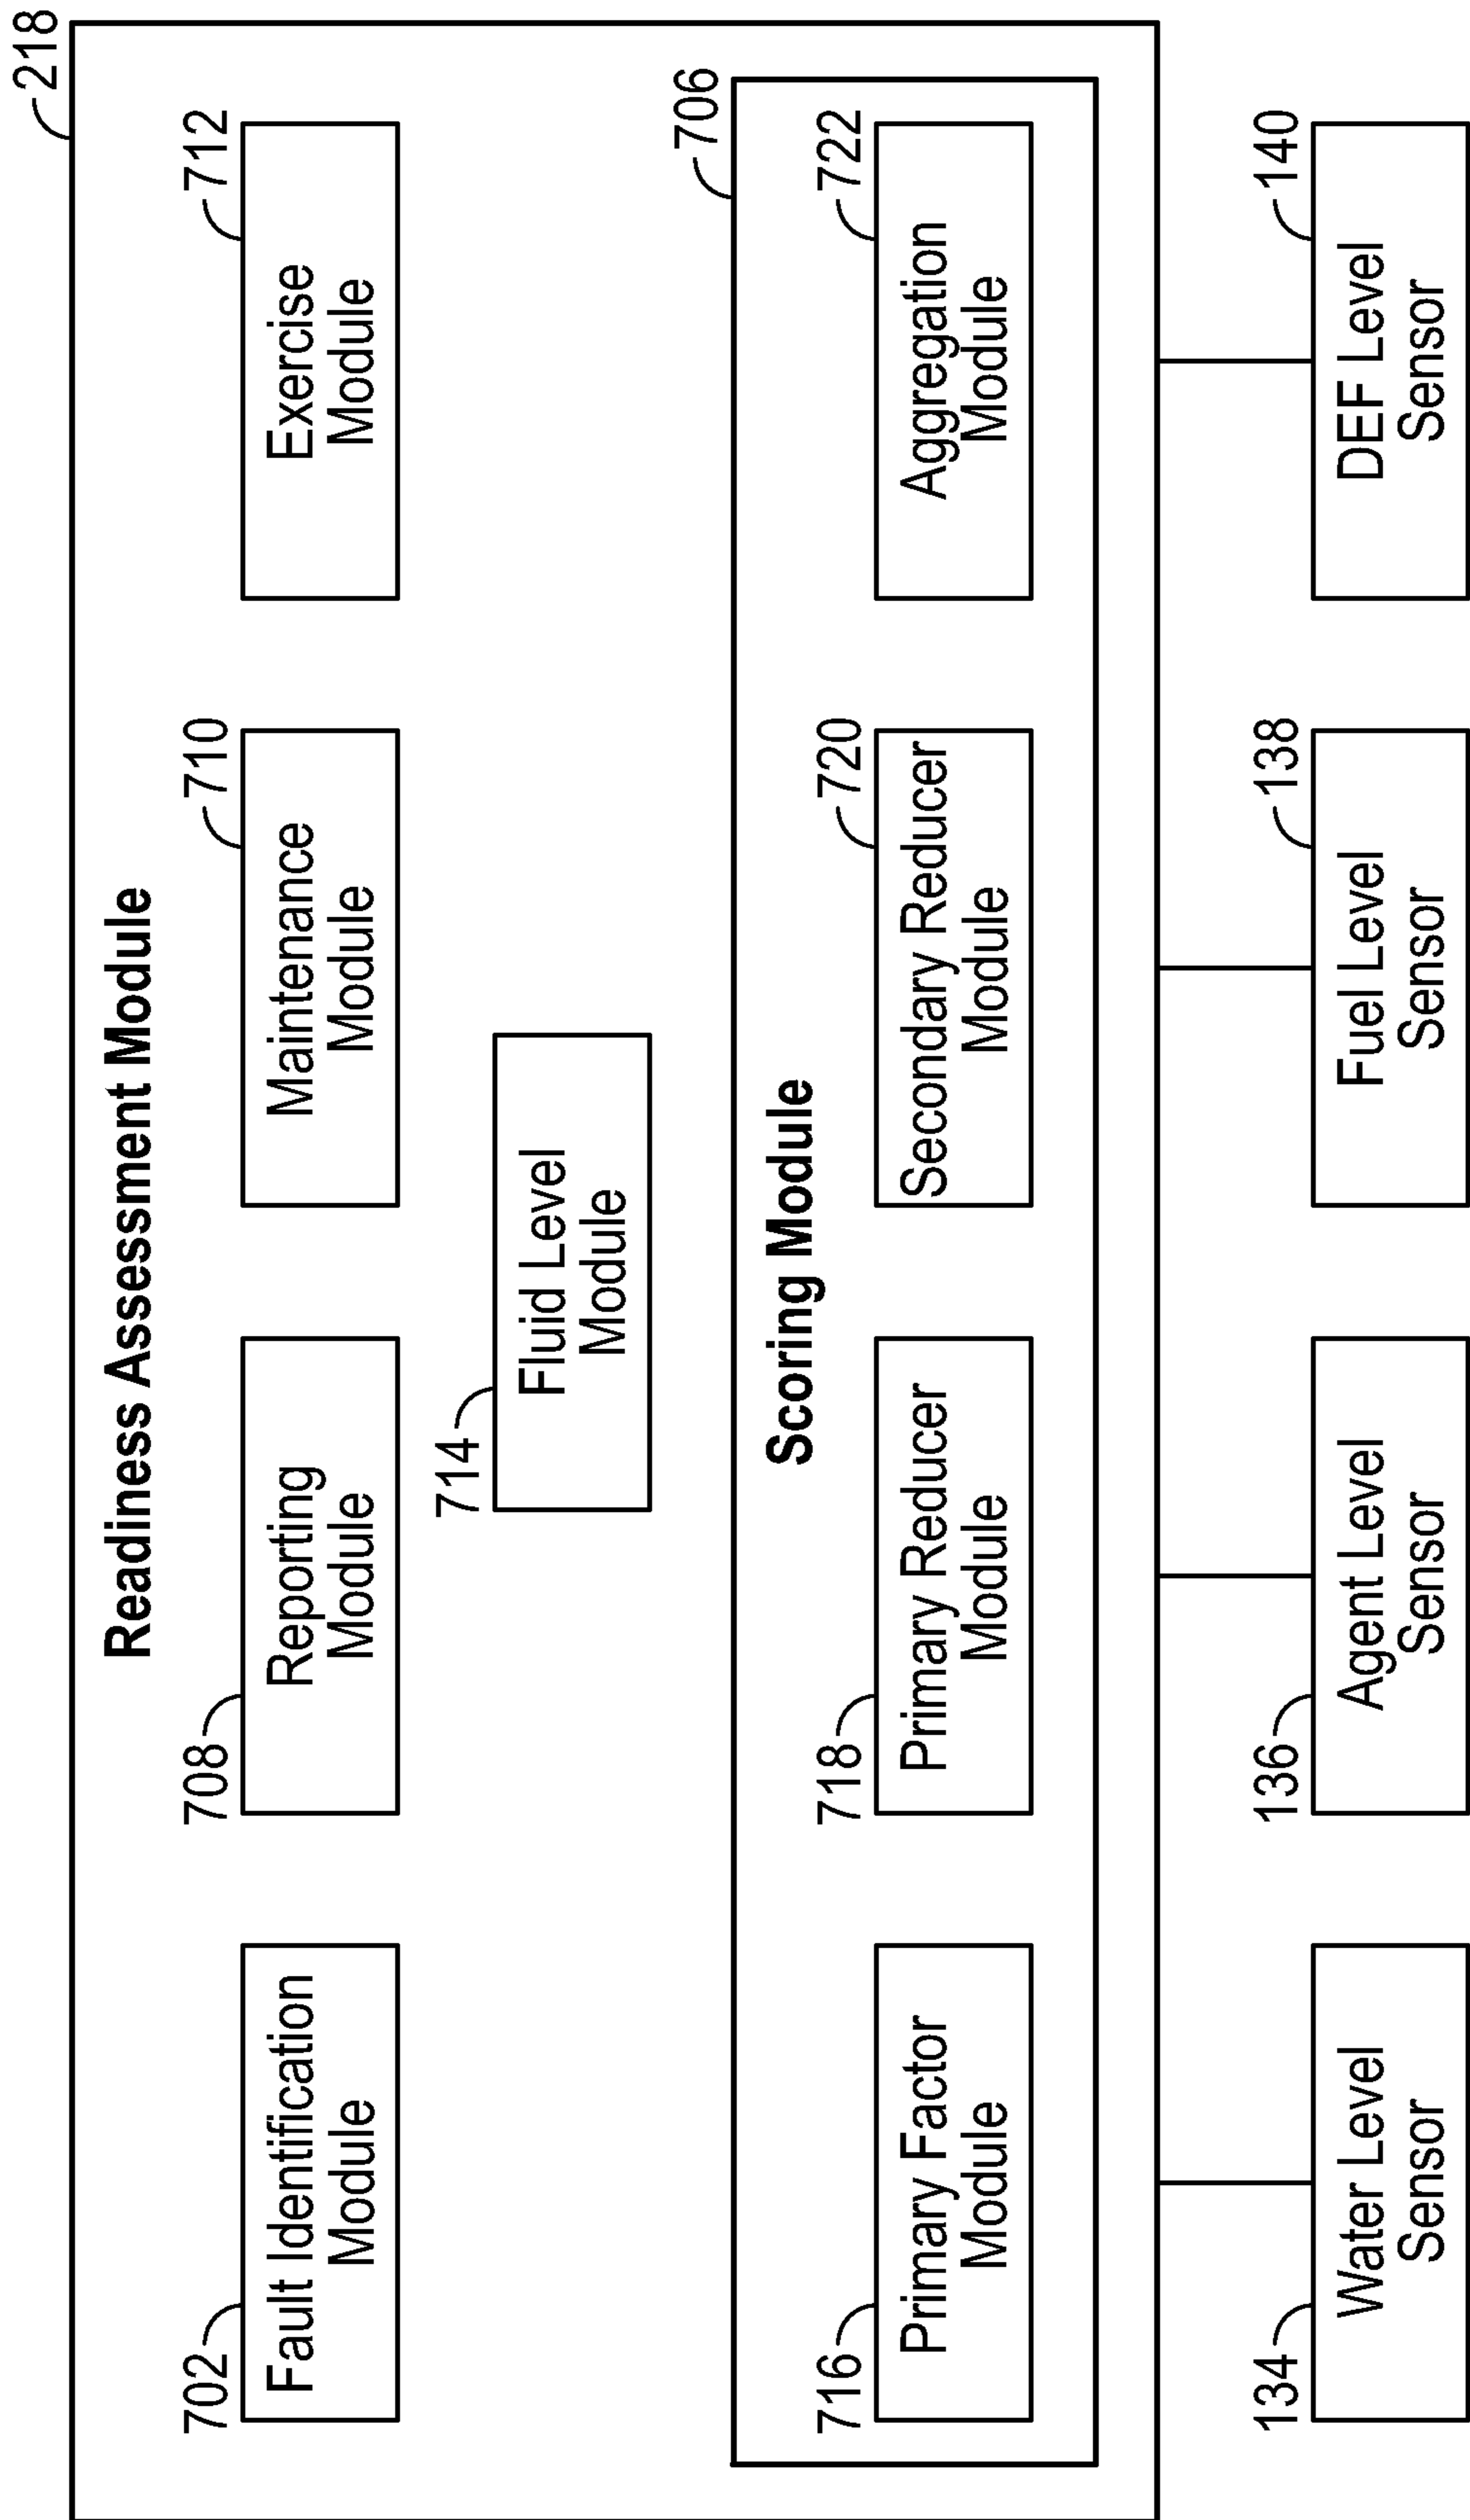 218
Readiness Assessment Module
702
Fault Identification
Module
708
Reporting
Module
710
Maintenance
Module
712
Exercise
Module
714
Fluid Level
Module
706
Scoring Module
716
Primary Factor
Module
718
Primary Reducer
Module
720
Secondary Reducer
Module
722
Aggregation
Module
134
Water Level
Sensor
136
Agent Level
Sensor
138
Fuel Level
Sensor
140
DEF Level
Sensor